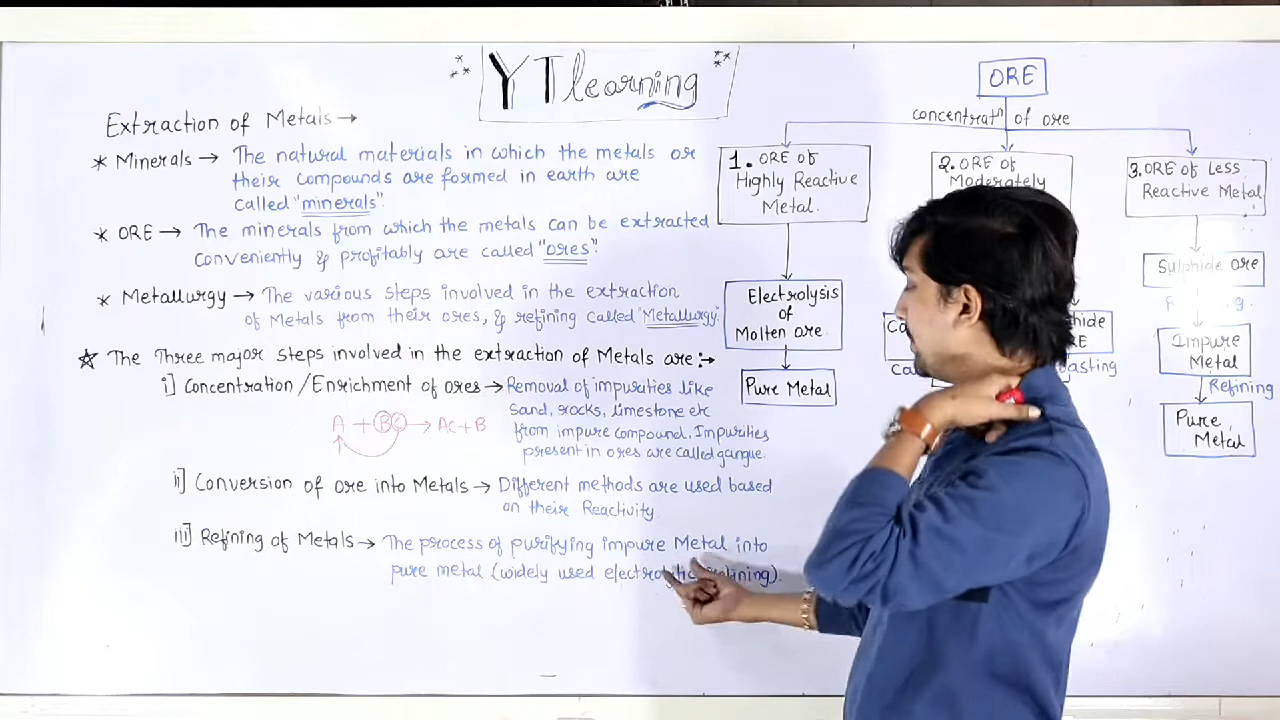 YT learning
Extraction of Metals →
* Minerals → The natural materials in which the metals or
their compounds are formed in earth are
called "minerals".
* ORE → The minerals from which the metals can be extracted
conveniently & profitably are called "ores".
* Metallurgy → The various steps involved in the extraction
of Metals from their ores, & refining called "Metallurgy".
☆ The Three major steps involved in the extraction of Metals are:→
i] Concentration/Enrichment of ores → Removal of impurities like
sand, rocks, limestone etc
from impure compound. Impurities
present in ores are called gangue.
A + BC → AC + B
ii] Conversion of ore into Metals → Different methods are used based
on their Reactivity.
iii] Refining of Metals → The process of purifying impure Metal into
pure metal (widely used electrolytic refining).
ORE
concentratⁿ of ore
1. ORE of
Highly Reactive
Metal.
Electrolysis
of
Molten ore.
Pure Metal
2. ORE of
Moderately
3. ORE of Less
Reactive Metal
Sulphide ore
Impure
Metal
Refining
Pure
Metal